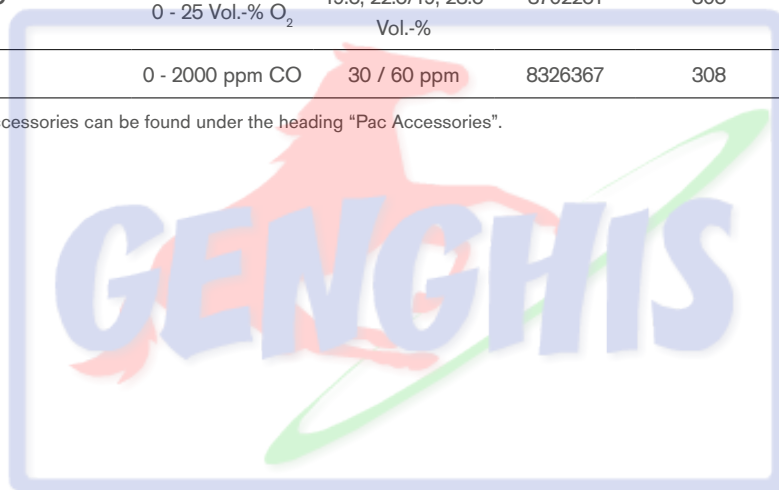 0 - 25 Vol.-% O2
Vol.-%
0 - 2000 ppm CO 30 / 60 ppm 8326367 308
accessories can be found under the heading “Pac Accessories”.
GENGHIS